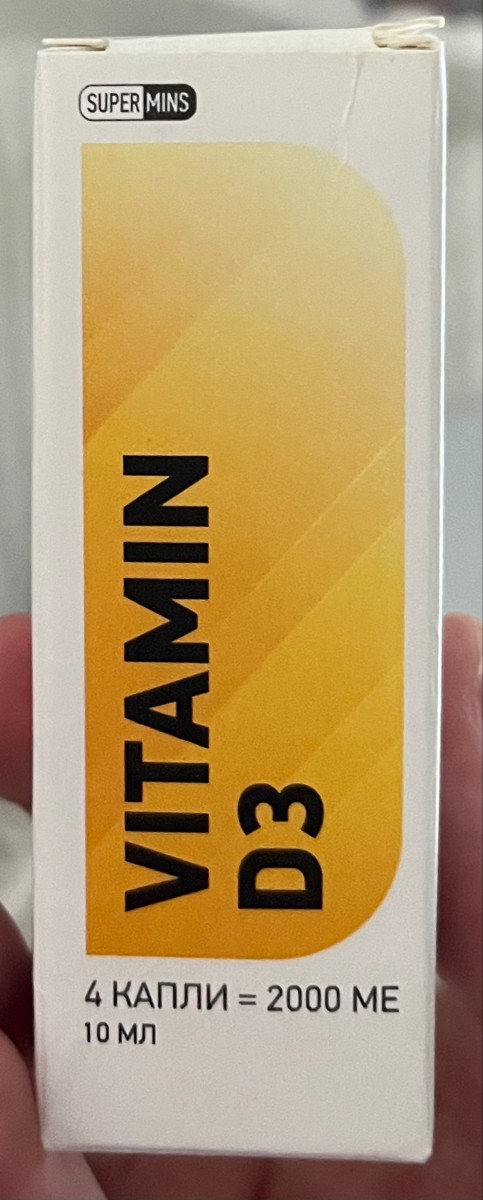 SUPER MINS
VITAMIN
D3
4 КАПЛИ = 2000 МЕ
10 МЛ